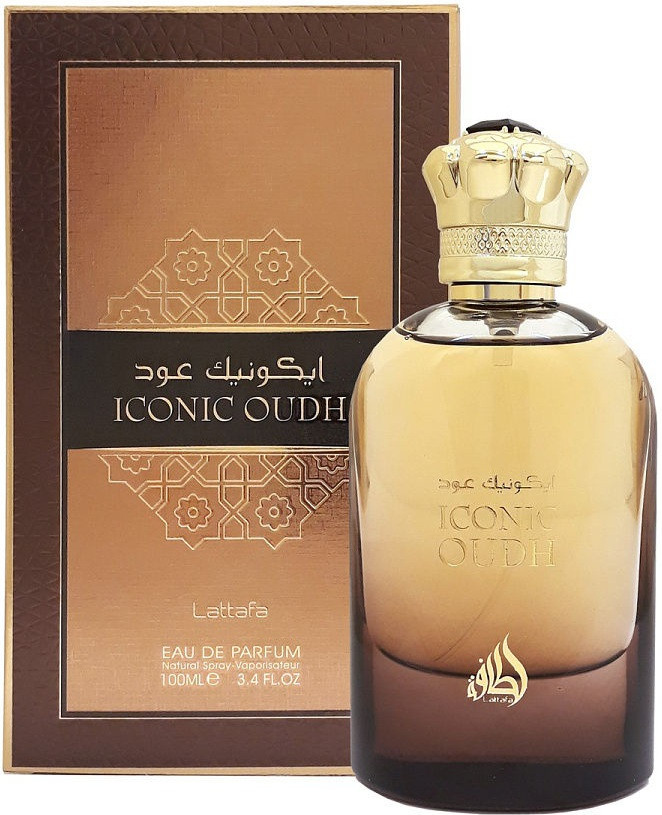 ايكونيك عود
ICONIC OUDH
Lattafa
EAU DE PARFUM
Natural Spray-Vaporisateur
100ML℮ 3,4 FL.OZ
ايكونيك عود
ICONIC
OUDH
لطافة
Lattafa